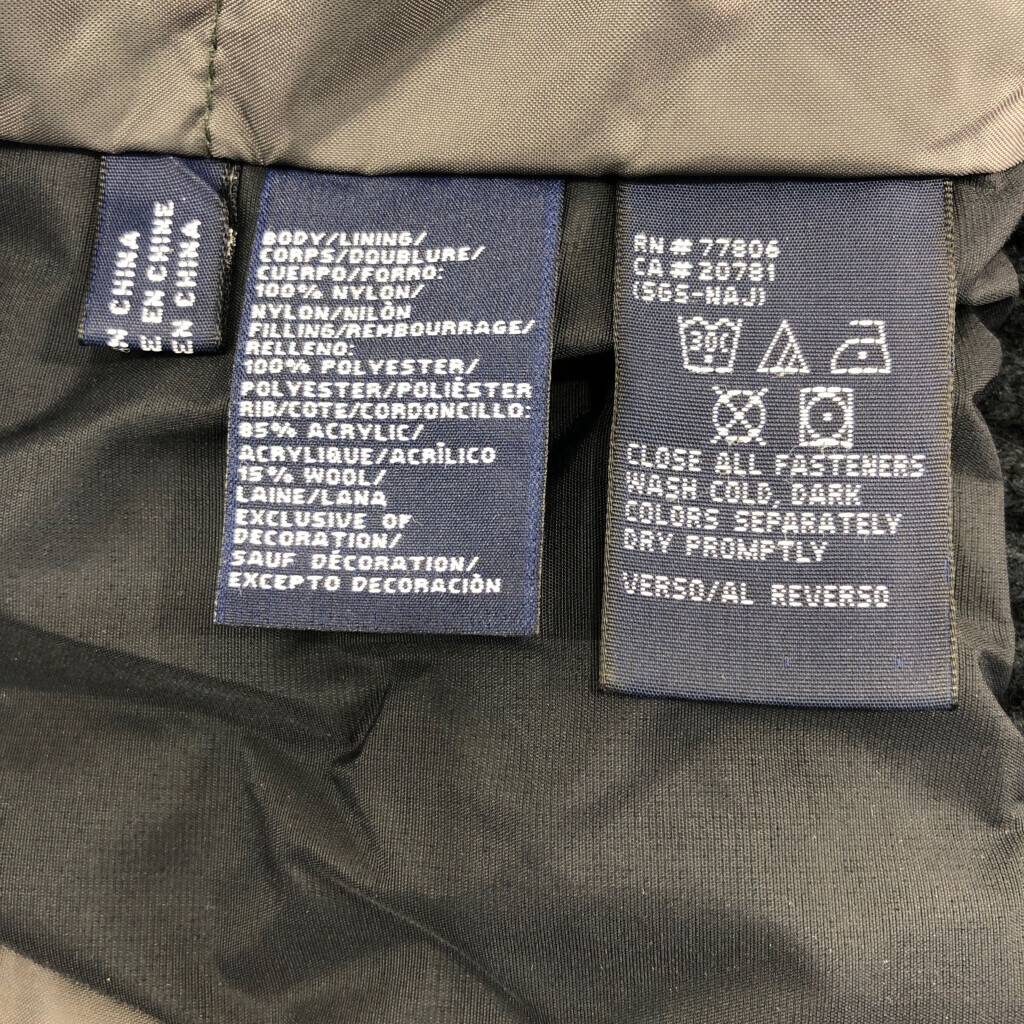 CHINA
EN CHINE
EN CHINA
BODY/LINING/
CORPS/DOUBLURE/
CUERPO/FORRO:
100% NYLON/
NYLON/NILÓN
FILLING/REMBOURRAGE/
RELLENO:
100% POLYESTER/
POLYESTER/POLIÉSTER
RIB/COTE/CORDONCILLO:
85% ACRYLIC/
ACRYLIQUE/ACRÍLICO
15% WOOL/
LAINE/LANA
EXCLUSIVE OF
DECORATION/
SAUF DÉCORATION/
EXCEPTO DECORACIÓN
RN# 77806
CA# 20781
(SGS-NAJ)
30C
CLOSE ALL FASTENERS
WASH COLD, DARK
COLORS SEPARATELY
DRY PROMPTLY
VERSO/AL REVERSO